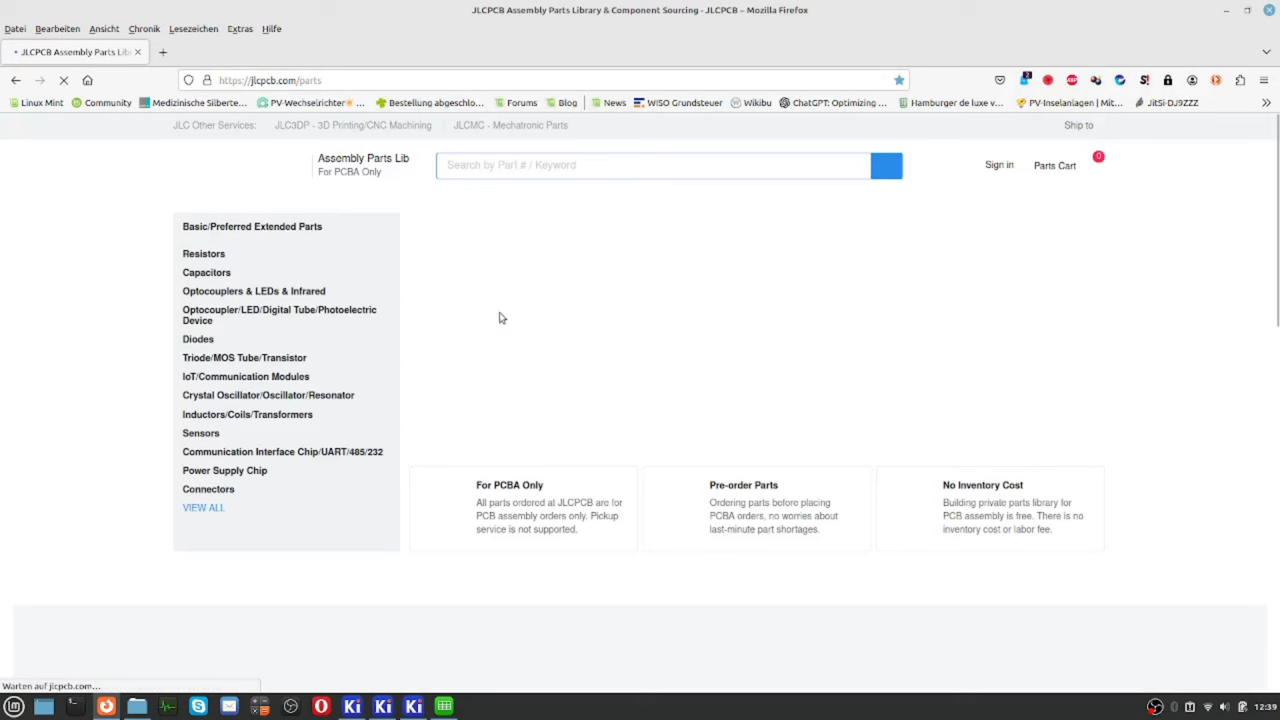 JLCPCB Assembly Parts Library & Component Sourcing - JLCPCB – Mozilla Firefox
Datei Bearbeiten Ansicht Chronik Lesezeichen Extras Hilfe
JLCPCB Assembly Parts Lib
https://jlcpcb.com/parts
Linux Mint Community Medizinische Silberte... PV-Wechselrichter ... Bestellung abgeschlo... Forums Blog News WISO Grundsteuer Wikibu ChatGPT: Optimizing ... Hamburger de luxe v... PV-Inselanlagen | Mit... JitSi-DJ9ZZZ
JLC Other Services: JLC3DP - 3D Printing/CNC Machining JLCMC - Mechatronic Parts Ship to
Assembly Parts Lib
For PCBA Only
Search by Part # / Keyword
Sign in
Parts Cart
0
Basic/Preferred Extended Parts
Resistors
Capacitors
Optocouplers & LEDs & Infrared
Optocoupler/LED/Digital Tube/Photoelectric
Device
Diodes
Triode/MOS Tube/Transistor
IoT/Communication Modules
Crystal Oscillator/Oscillator/Resonator
Inductors/Coils/Transformers
Sensors
Communication Interface Chip/UART/485/232
Power Supply Chip
Connectors
VIEW ALL
For PCBA Only
All parts ordered at JLCPCB are for
PCB assembly orders only. Pickup
service is not supported.
Pre-order Parts
Ordering parts before placing
PCBA orders, no worries about
last-minute part shortages.
No Inventory Cost
Building private parts library for
PCB assembly is free. There is no
inventory cost or labor fee.
Warten auf jlcpcb.com...
Ki Ki Ki
12:39